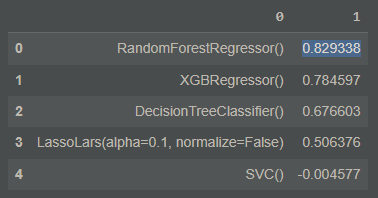 0 1
0 RandomForestRegressor() 0.829338
1 XGBRegressor() 0.784597
2 DecisionTreeClassifier() 0.676603
3 LassoLars(alpha=0.1, normalize=False) 0.506376
4 SVC() -0.004577